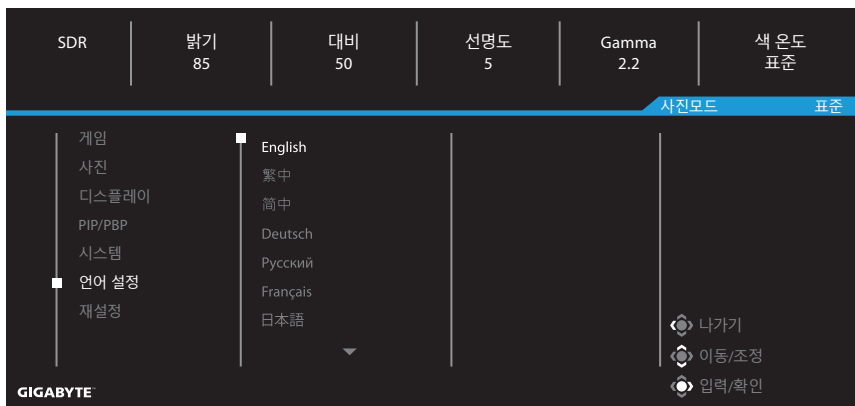 SDR 밝기 대비 선명도 Gamma 색 온도
85 50 5 2.2 표준
사진모드 표준
게임
사진
디스플레이
PIP/PBP
시스템
언어 설정
재설정
English
繁中
简中
Deutsch
Русский
Français
日本語
나가기
이동/조정
입력/확인
GIGABYTE™